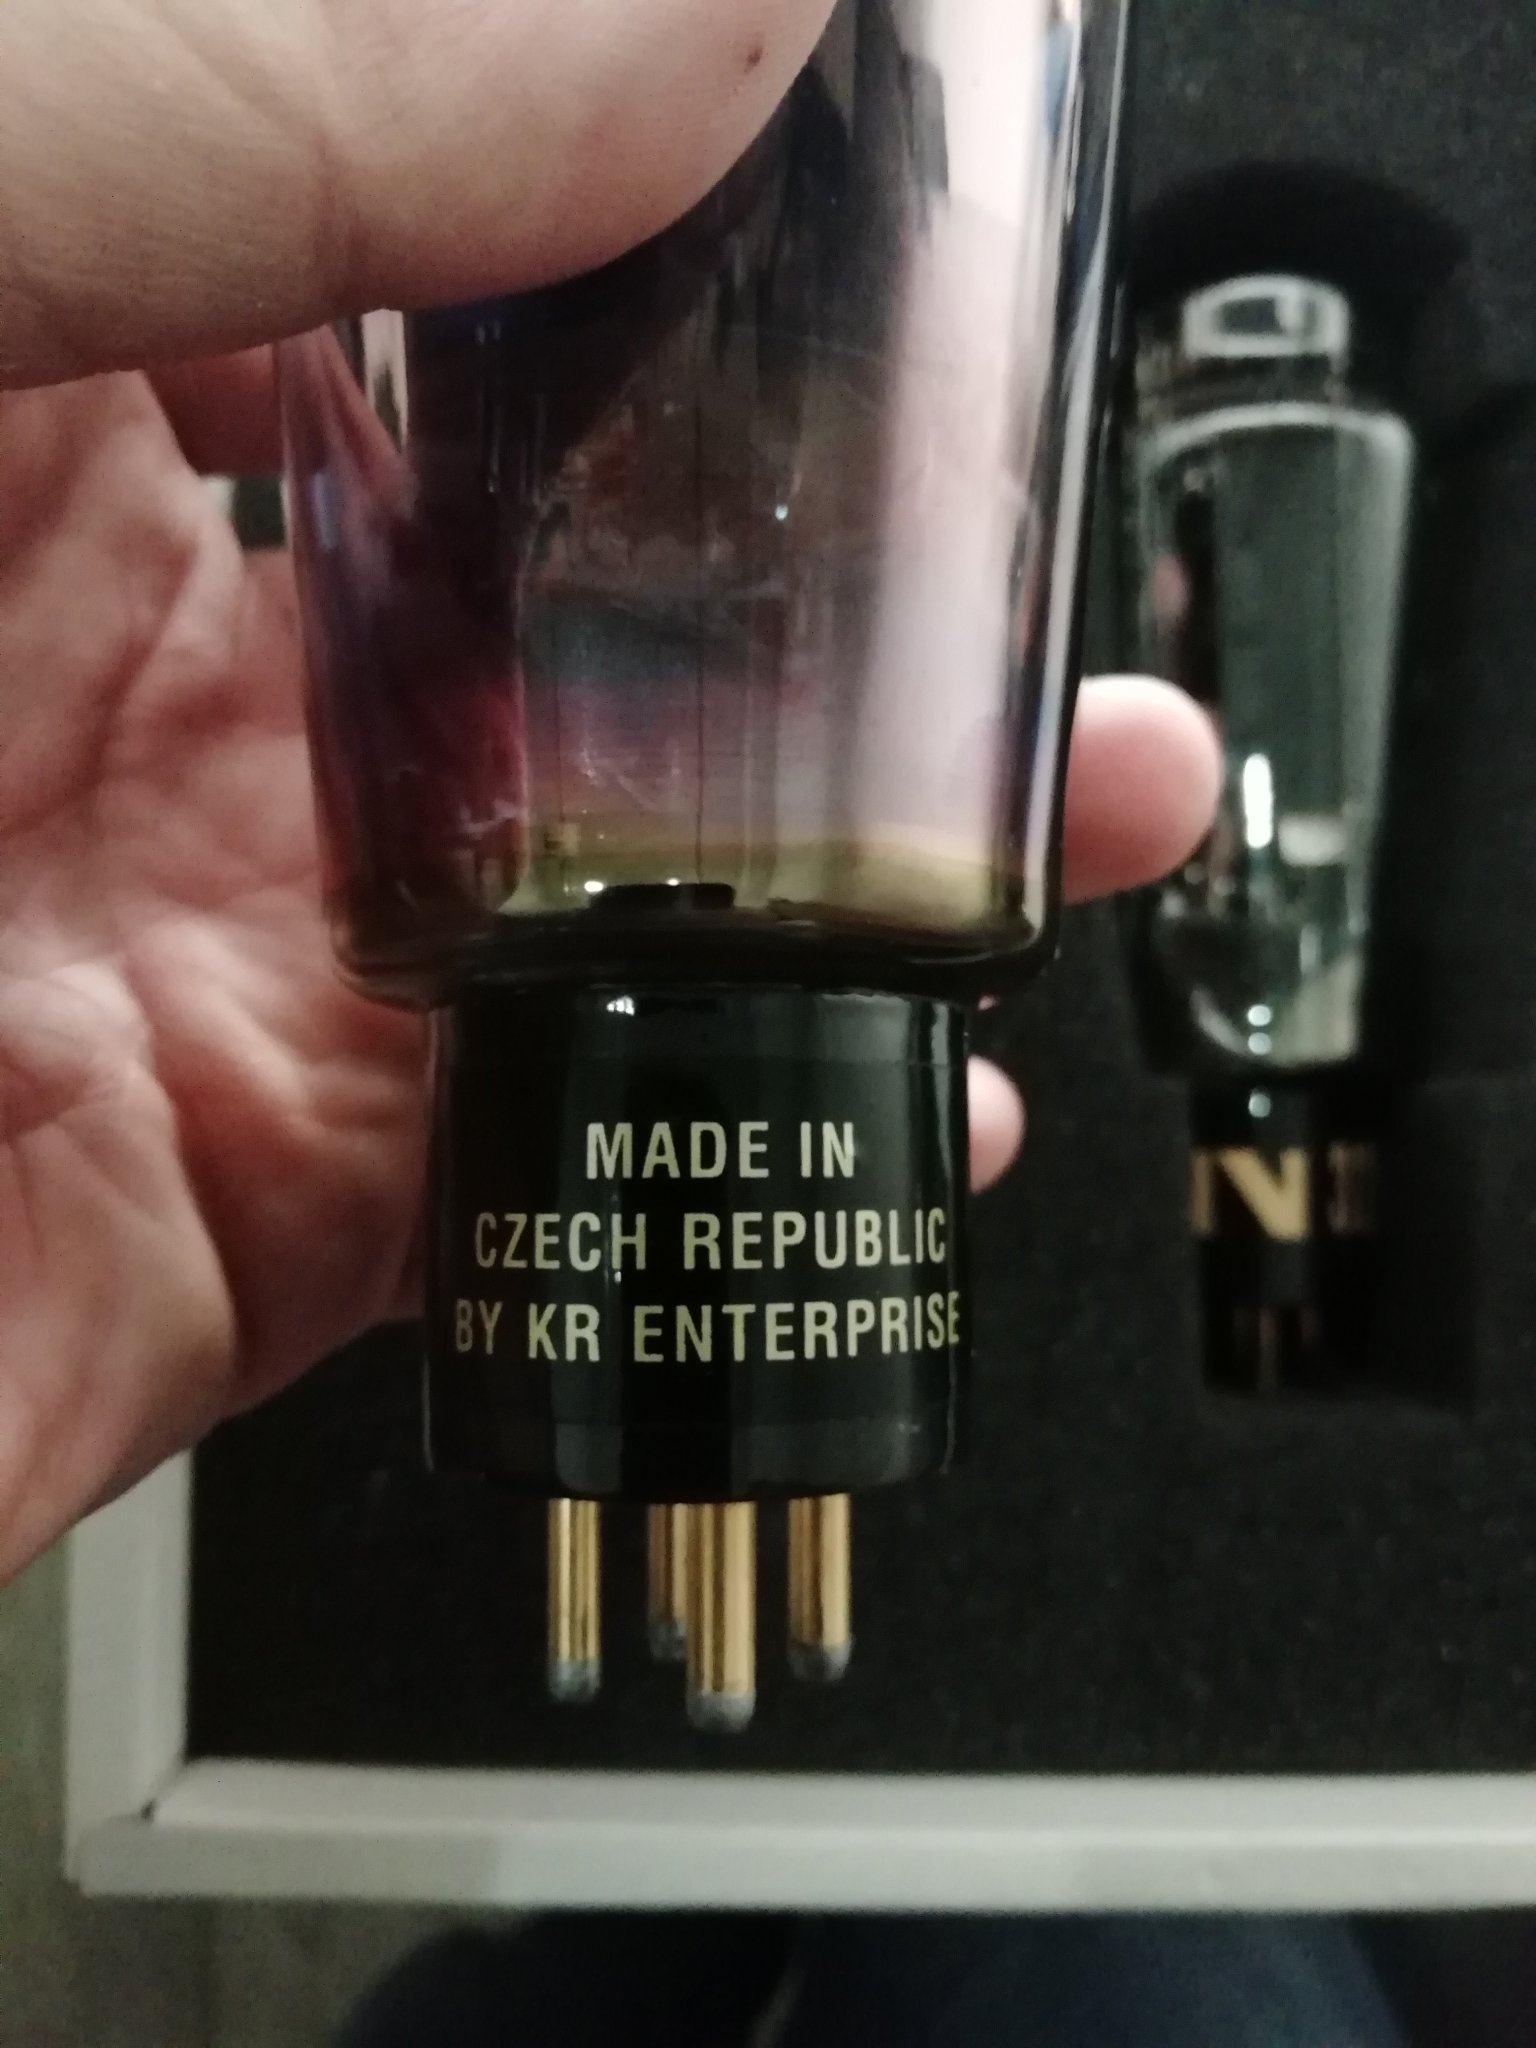 MADE IN
CZECH REPUBLIC
BY KR ENTERPRISE